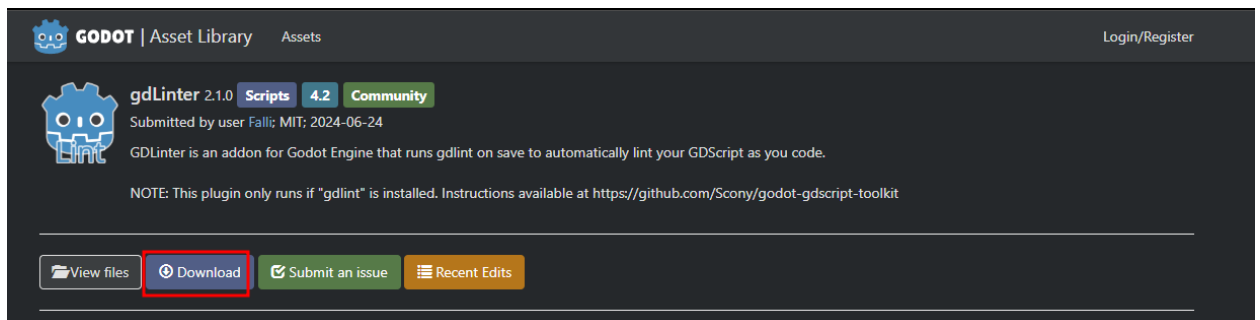 GODOT | Asset Library Assets Login/Register
gdLinter 2.1.0 Scripts 4.2 Community
Submitted by user Falli; MIT; 2024-06-24
Lint
GDLinter is an addon for Godot Engine that runs gdlint on save to automatically lint your GDScript as you code.
NOTE: This plugin only runs if "gdlint" is installed. Instructions available at https://github.com/Scony/godot-gdscript-toolkit
View files Download Submit an issue Recent Edits